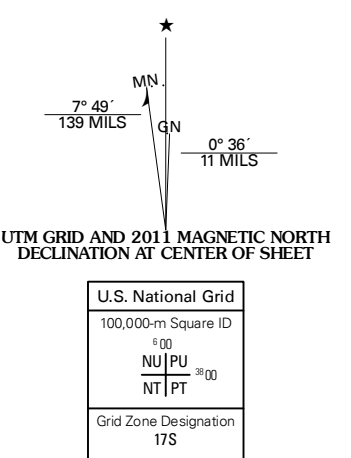 ★
MN
7° 49´
139 MILS
GN
0° 36´
11 MILS
UTM GRID AND 2011 MAGNETIC NORTH
DECLINATION AT CENTER OF SHEET
U.S. National Grid
100,000-m Square ID
600
NU PU
3800
NT PT
Grid Zone Designation
17S